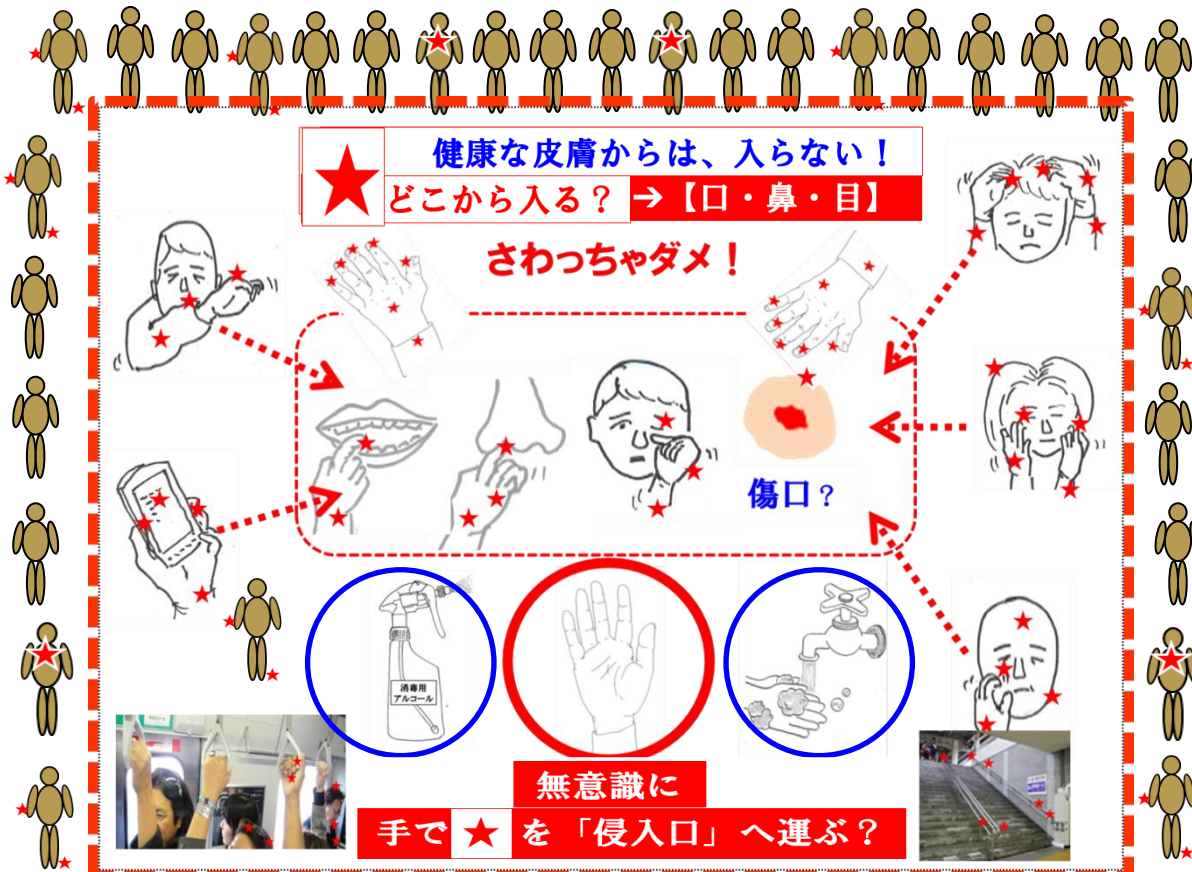 健康な皮膚からは、入らない！
どこから入る？➔【口・鼻・目】
さわっちゃダメ！
傷口？
消毒用
アルコール
無意識に
手で★を「侵入口」へ運ぶ？